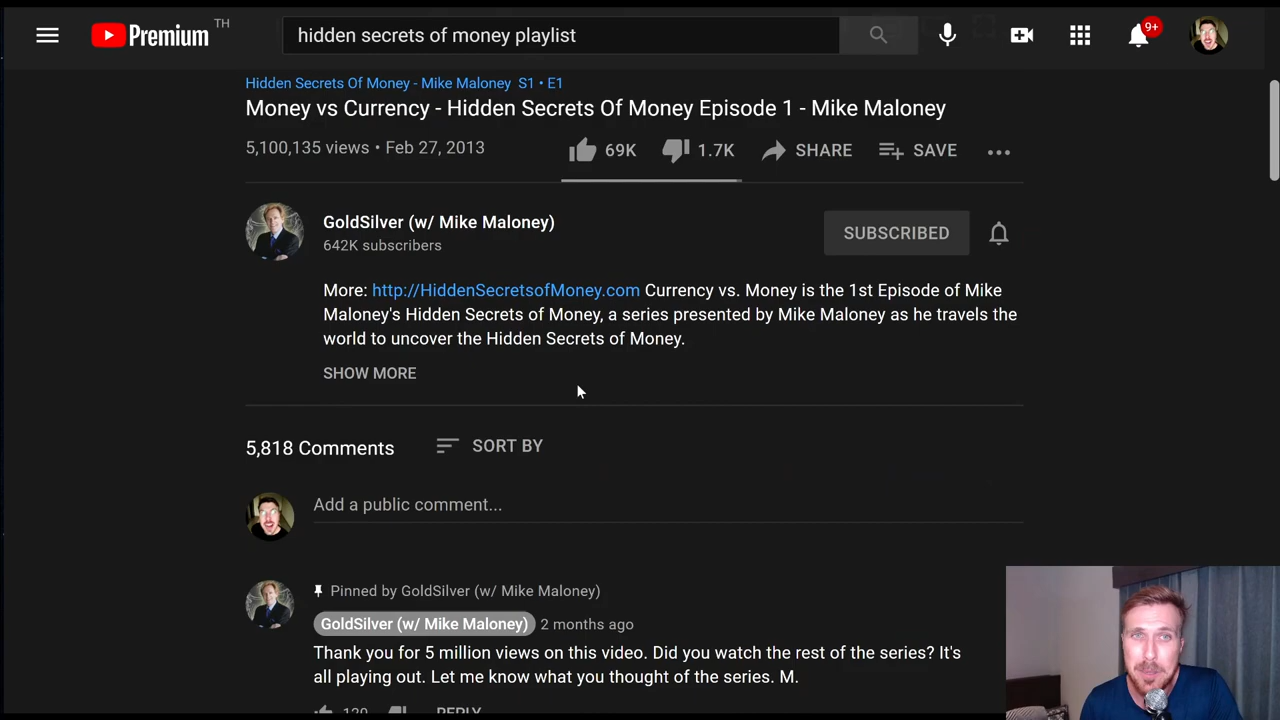 Premium TH
hidden secrets of money playlist
9+
Hidden Secrets Of Money - Mike Maloney S1 • E1
Money vs Currency - Hidden Secrets Of Money Episode 1 - Mike Maloney
5,100,135 views • Feb 27, 2013
69K
1.7K
SHARE
SAVE
GoldSilver (w/ Mike Maloney)
642K subscribers
SUBSCRIBED
More: http://HiddenSecretsofMoney.com Currency vs. Money is the 1st Episode of Mike
Maloney's Hidden Secrets of Money, a series presented by Mike Maloney as he travels the
world to uncover the Hidden Secrets of Money.
SHOW MORE
5,818 Comments
SORT BY
Add a public comment...
Pinned by GoldSilver (w/ Mike Maloney)
GoldSilver (w/ Mike Maloney) 2 months ago
Thank you for 5 million views on this video. Did you watch the rest of the series? It's
all playing out. Let me know what you thought of the series. M.
REPLY